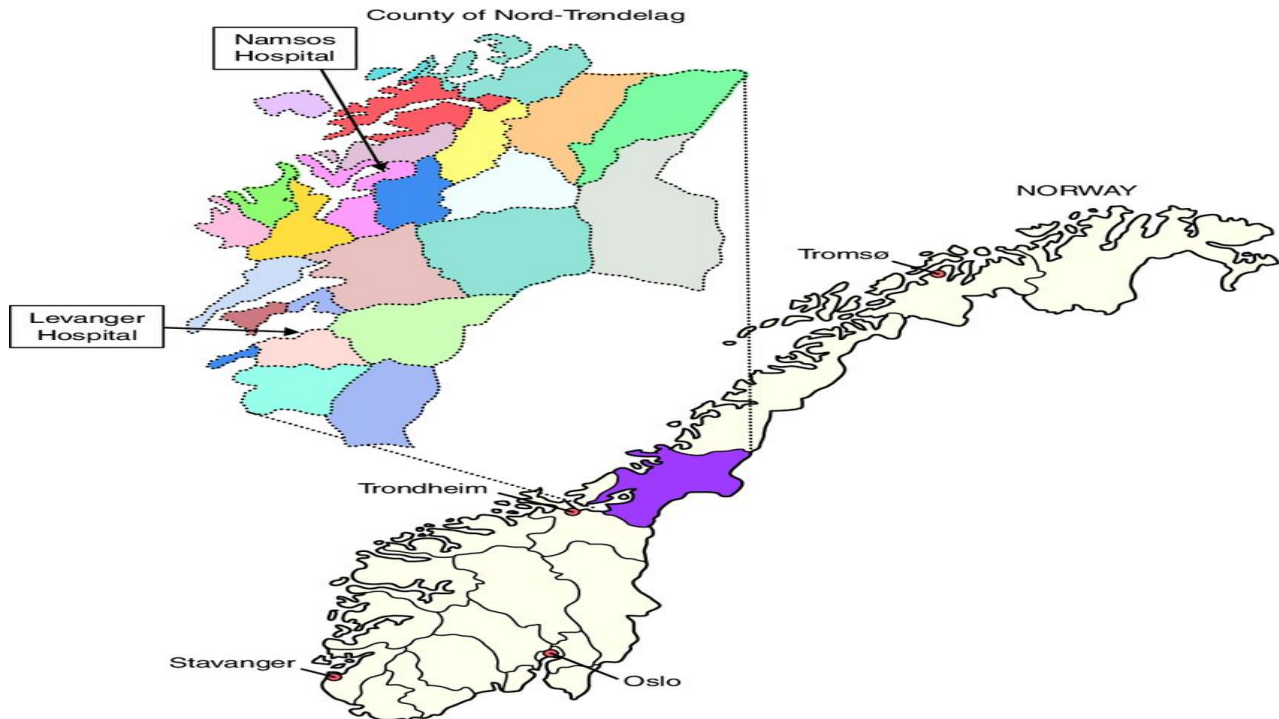 County of Nord-Trøndelag
Namsos
Hospital
NORWAY
Tromsø
Levanger
Hospital
Trondheim
Stavanger
Oslo